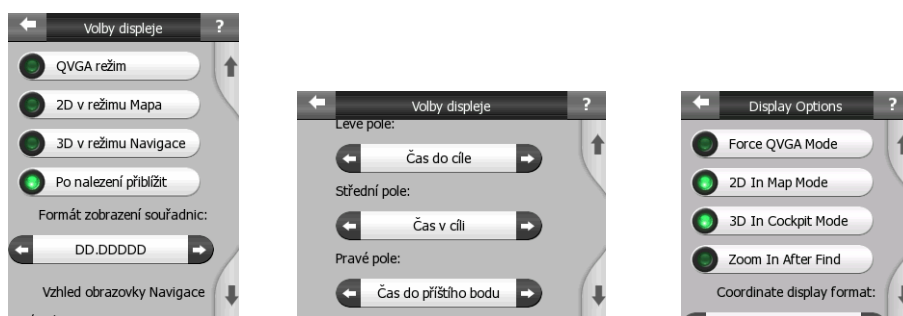 Volby displeje ?
QVGA režim
2D v režimu Mapa
3D v režimu Navigace
Po nalezení přiblížit
Formát zobrazení souřadnic:
DD.DDDDD
Vzhled obrazovky Navigace
Volby displeje ?
Levé pole:
Čas do cíle
Střední pole:
Čas v cíli
Pravé pole:
Čas do příštího bodu
Display Options ?
Force QVGA Mode
2D In Map Mode
3D In Cockpit Mode
Zoom In After Find
Coordinate display format: